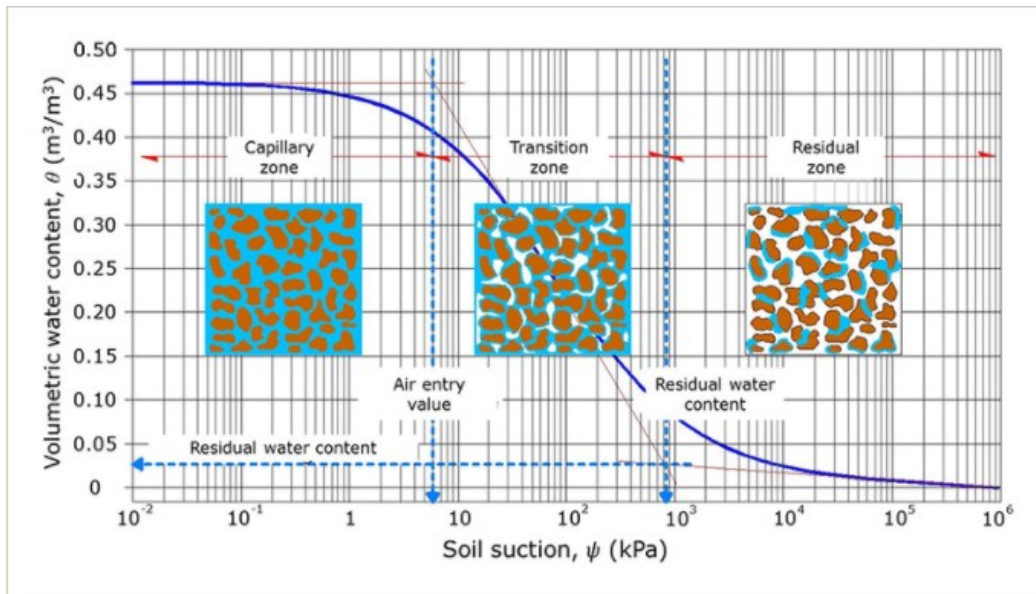 Volumetric water content, θ (m³/m³)
0.50
0.45
0.40
0.35
0.30
0.25
0.20
0.15
0.10
0.05
0
Capillary
zone
Transition
zone
Residual
zone
Air entry
value
Residual water
content
Residual water content
10⁻² 10⁻¹ 1 10 10² 10³ 10⁴ 10⁵ 10⁶
Soil suction, ψ (kPa)